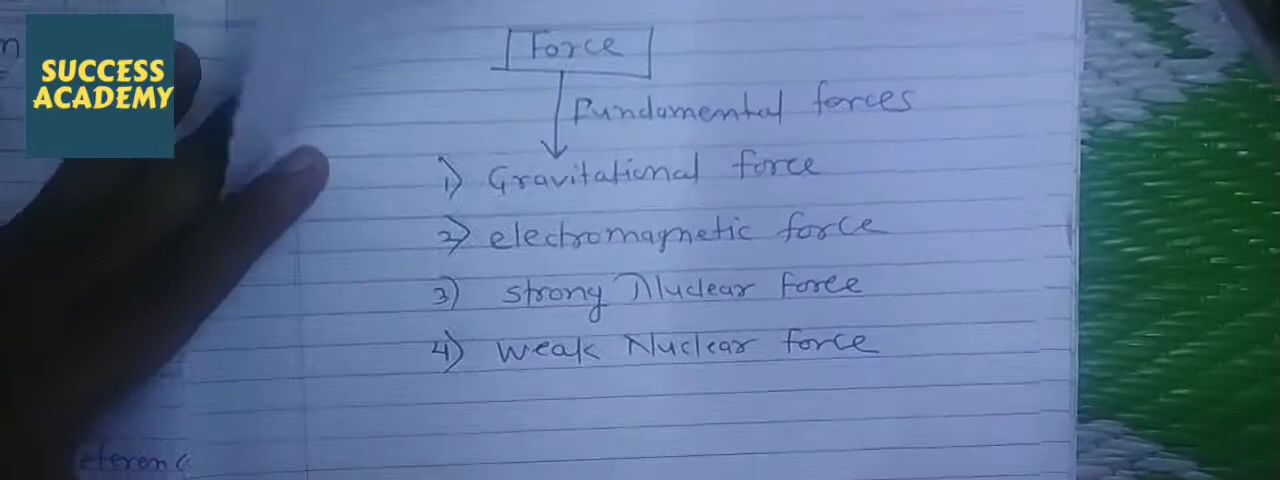 SUCCESS
ACADEMY
Force
fundamental forces
1) Gravitational force
2) electromagnetic force
3) strong Nuclear force
4) weak Nuclear force